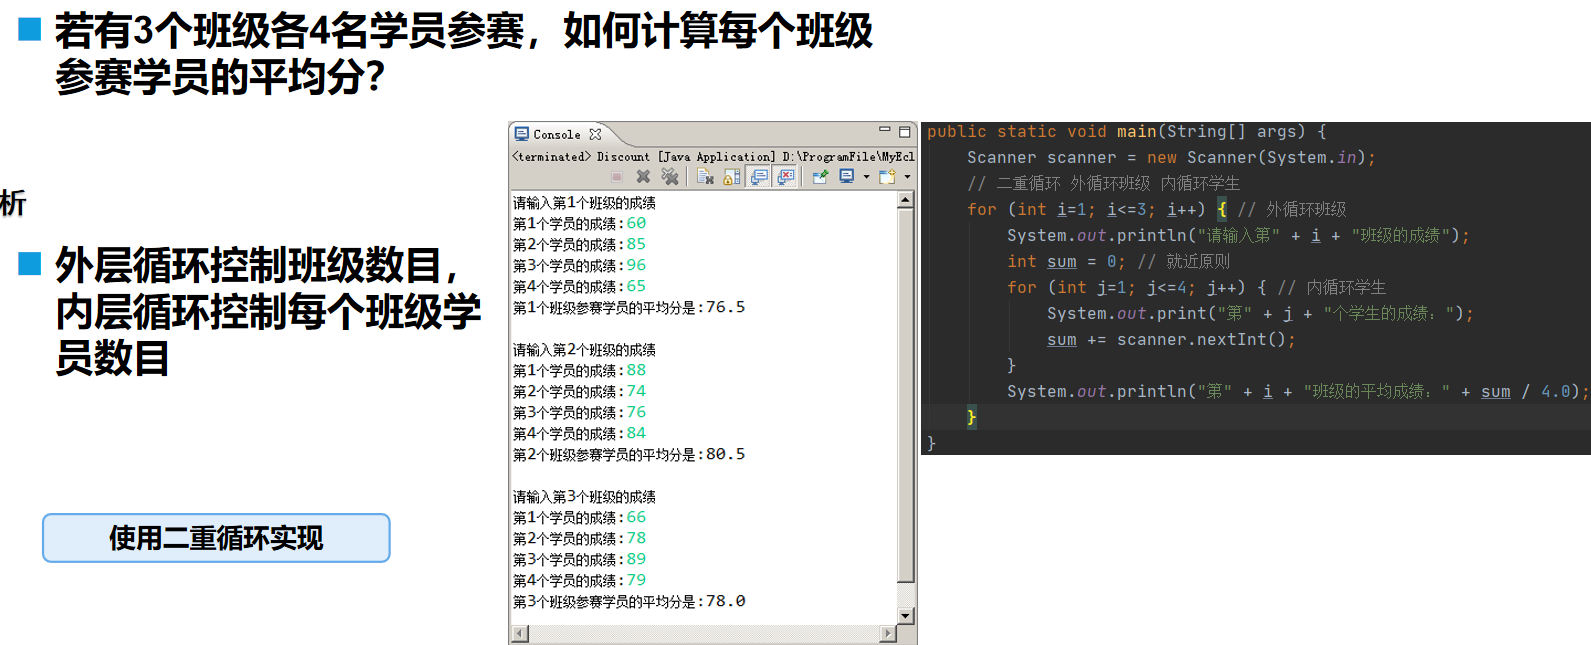 若有3个班级各4名学员参赛，如何计算每个班级
参赛学员的平均分？
析
外层循环控制班级数目，
内层循环控制每个班级学
员数目
使用二重循环实现
Console
<terminated> Discount [Java Application] D:\ProgramFile\MyEcl
请输入第1个班级的成绩
第1个学员的成绩:60
第2个学员的成绩:85
第3个学员的成绩:96
第4个学员的成绩:65
第1个班级参赛学员的平均分是:76.5
请输入第2个班级的成绩
第1个学员的成绩:88
第2个学员的成绩:74
第3个学员的成绩:76
第4个学员的成绩:84
第2个班级参赛学员的平均分是:80.5
请输入第3个班级的成绩
第1个学员的成绩:66
第2个学员的成绩:78
第3个学员的成绩:89
第4个学员的成绩:79
第3个班级参赛学员的平均分是:78.0
public static void main(String[] args) {
Scanner scanner = new Scanner(System.in);
// 二重循环 外循环班级 内循环学生
for (int i=1; i<=3; i++) { // 外循环班级
System.out.println("请输入第" + i + "班级的成绩");
int sum = 0; // 就近原则
for (int j=1; j<=4; j++) { // 内循环学生
System.out.print("第" + j + "个学生的成绩：");
sum += scanner.nextInt();
}
System.out.println("第" + i + "班级的平均成绩：" + sum / 4.0);
}
}